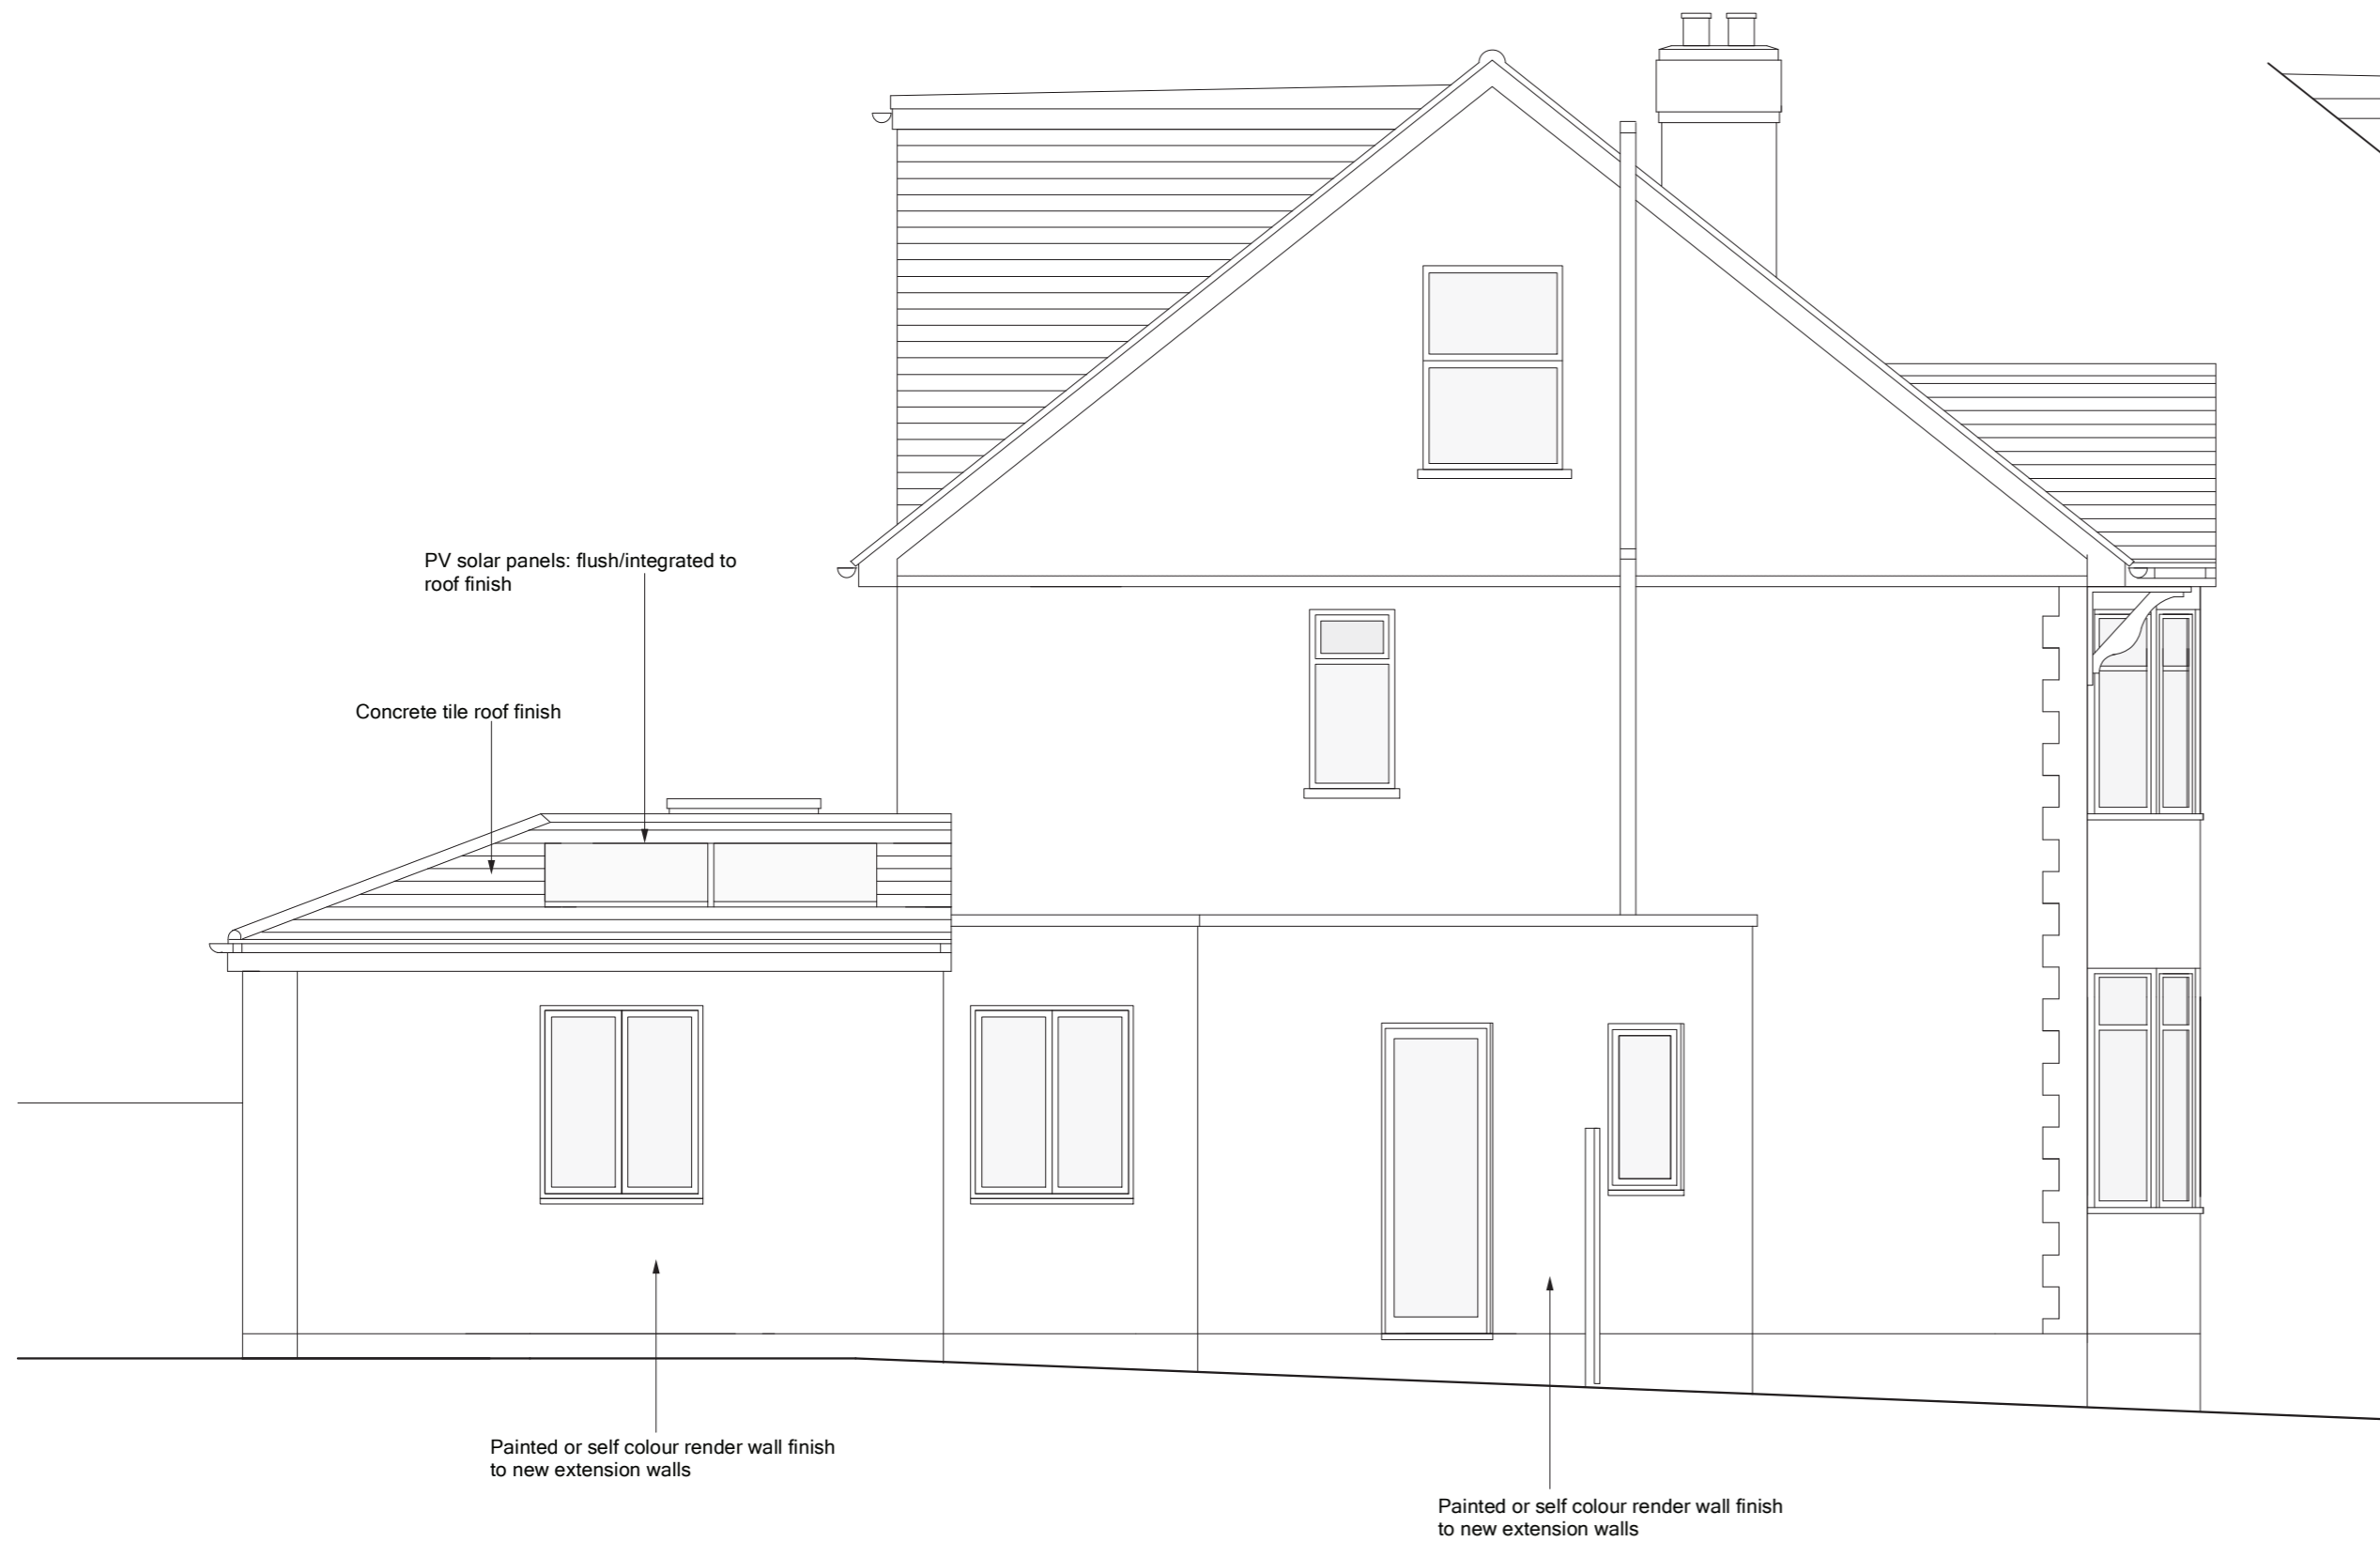 PV solar panels: flush/integrated to
roof finish
Concrete tile roof finish
Painted or self colour render wall finish
to new extension walls
Painted or self colour render wall finish
to new extension walls